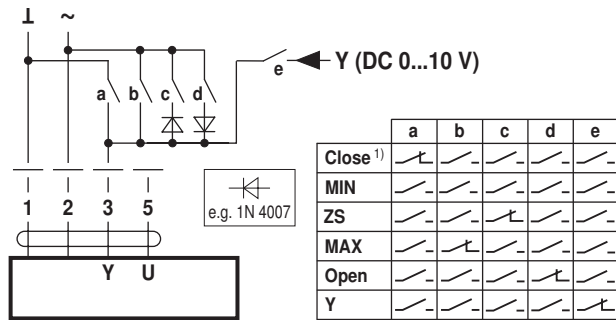 ⊥ ~
e Y (DC 0...10 V)
a b c d
a b c d e
Close 1)
MIN
ZS
MAX
Open
Y
e.g. 1N 4007
1 2 3 5
Y U